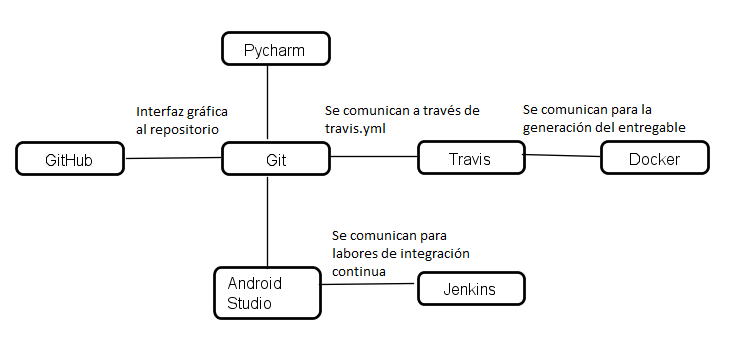 Pycharm
Interfaz gráfica
al repositorio
Se comunican a través de
travis.yml
Se comunican para la
generación del entregable
GitHub
Git
Travis
Docker
Se comunican para
labores de integración
continua
Android
Studio
Jenkins